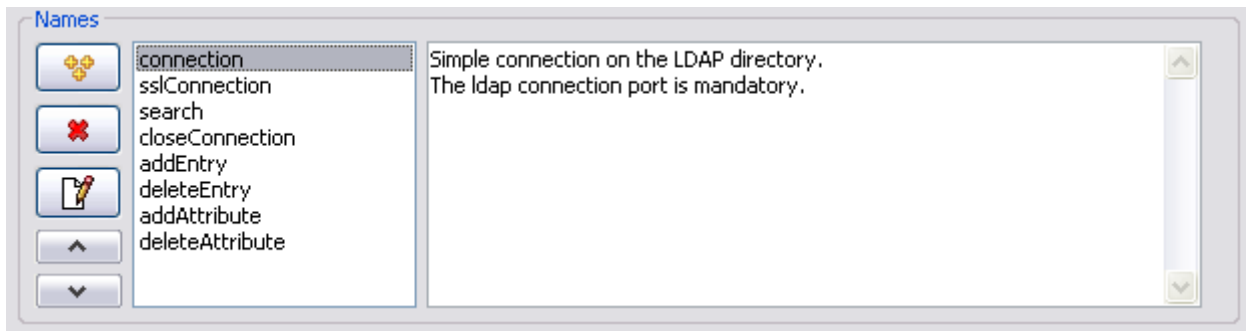 Names
connection
sslConnection
search
closeConnection
addEntry
deleteEntry
addAttribute
deleteAttribute
Simple connection on the LDAP directory.
The ldap connection port is mandatory.